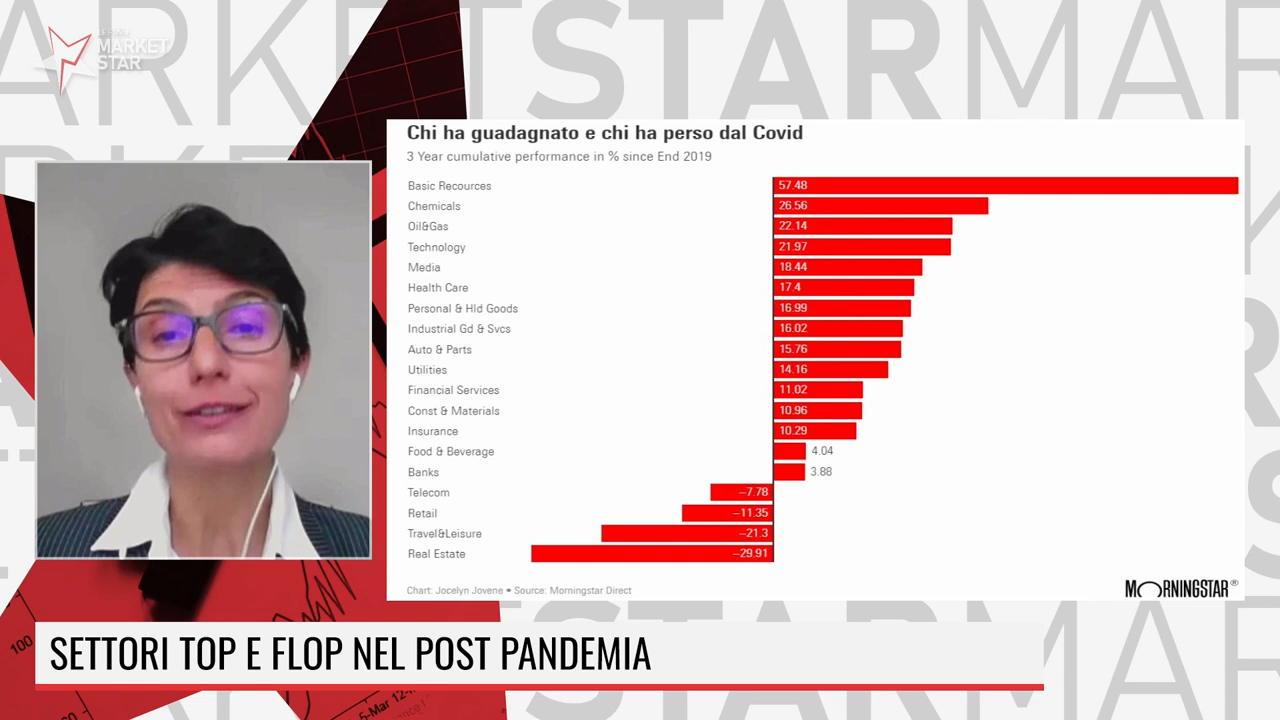 MARKET
STAR
ARKETSTARMAR
Chi ha guadagnato e chi ha perso dal Covid
3 Year cumulative performance in % since End 2019
Basic Recources 57.48
Chemicals 26.56
Oil&Gas 22.14
Technology 21.97
Media 18.44
Health Care 17.4
Personal & Hld Goods 16.99
Industrial Gd & Svcs 16.02
Auto & Parts 15.76
Utilities 14.16
Financial Services 11.02
Const & Materials 10.96
Insurance 10.29
Food & Beverage 4.04
Banks 3.88
Telecom −7.78
Retail −11.35
Travel&Leisure −21.3
Real Estate −29.91
Chart: Jocelyn Jovene • Source: Morningstar Direct
MORNINGSTAR®
SETTORI TOP E FLOP NEL POST PANDEMIA
100
5-Mar 12-